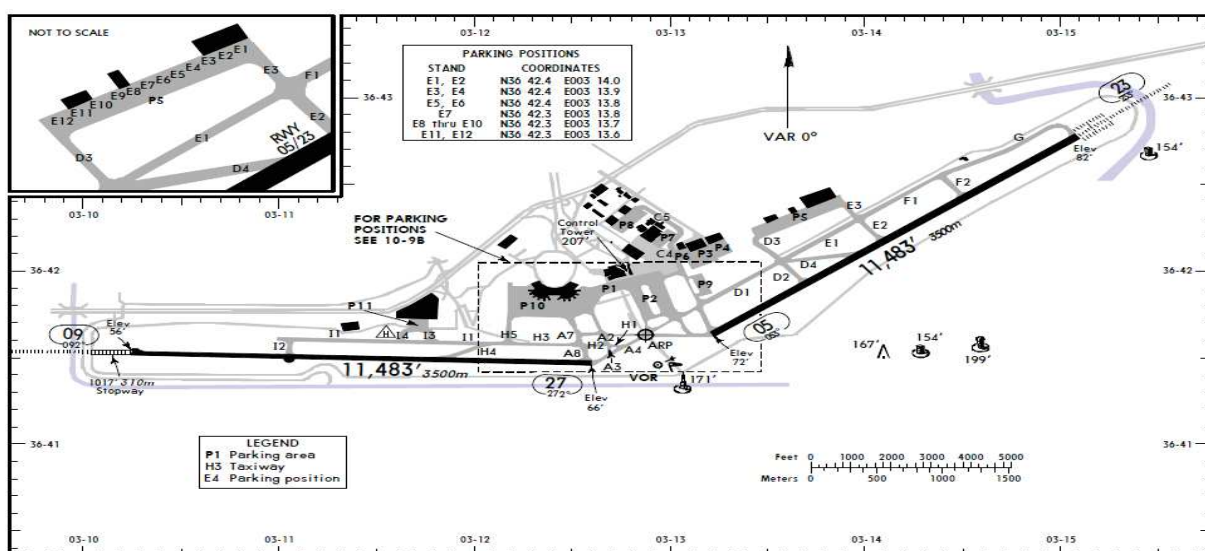 NOT TO SCALE
E1
E2
E3
E4
E5
E6
E7
E8
E9
E10
E11
E12
P5
E3
F1
E2
E1
D3
D4
RWY
05/23
03-12
03-13
03-14
03-15
PARKING POSITIONS
STAND COORDINATES
E1, E2 N36 42.4 E003 14.0
E3, E4 N36 42.4 E003 13.9
E5, E6 N36 42.4 E003 13.8
E7 N36 42.3 E003 13.8
E8 thru E10 N36 42.3 E003 13.7
E11, E12 N36 42.3 E003 13.6
36-43
36-43
VAR 0°
23
G
Elev
82'
154'
03-10
03-11
FOR PARKING
POSITIONS
SEE 10-9B
Control
Tower
207'
P8
C5
P7
C4
P6
P3
P4
P5
E3
F1
F2
E2
E1
D3
D4
D2
D1
11,483' 3500m
36-42
36-42
P1
P2
P9
P10
P11
09
092°
Elev
56'
I1
I2
H
I4
I3
I1
H5
H3
A7
A2
H1
H2
A4
ARP
H4
A8
A3
05
Elev
72'
1017' 310m
Stopway
11,483' 3500m
27
272°
Elev
66'
VOR
171'
167'
154'
199'
36-41
36-41
LEGEND
P1 Parking area
H3 Taxiway
E4 Parking position
Feet 0 1000 2000 3000 4000 5000
Meters 0 500 1000 1500
03-10
03-11
03-12
03-13
03-14
03-15